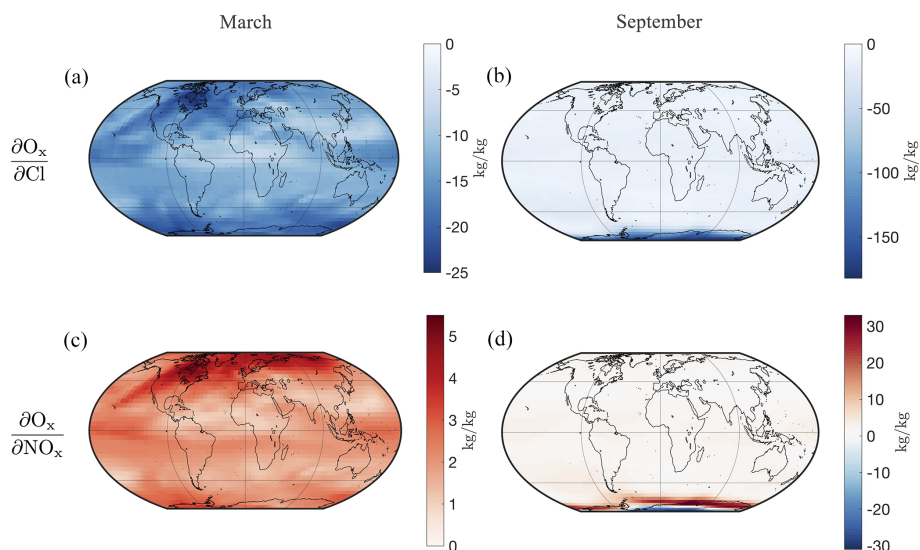 March
September
(a)
∂Oₓ
∂Cl
0
-5
-10
-15
-20
-25
kg/kg
(b)
0
-50
-100
-150
kg/kg
(c)
∂Oₓ
∂NOₓ
5
4
3
2
1
0
kg/kg
(d)
30
20
10
0
-10
-20
-30
kg/kg